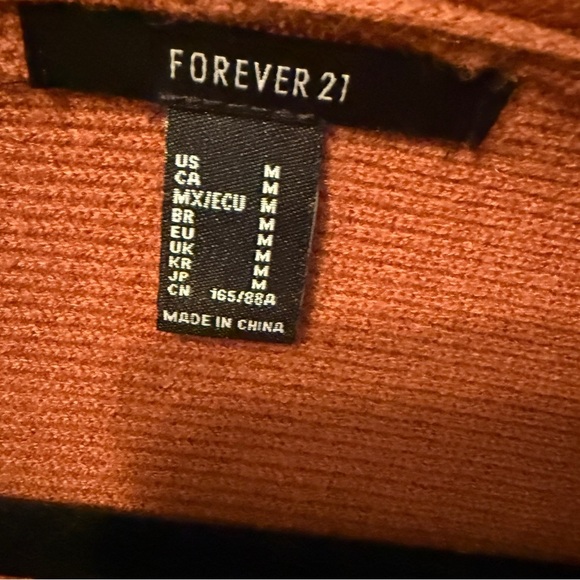 FOREVER 21
US M
CA M
MX/ECU M
BR M
EU M
UK M
KR M
JP M
CN 165/88A
MADE IN CHINA